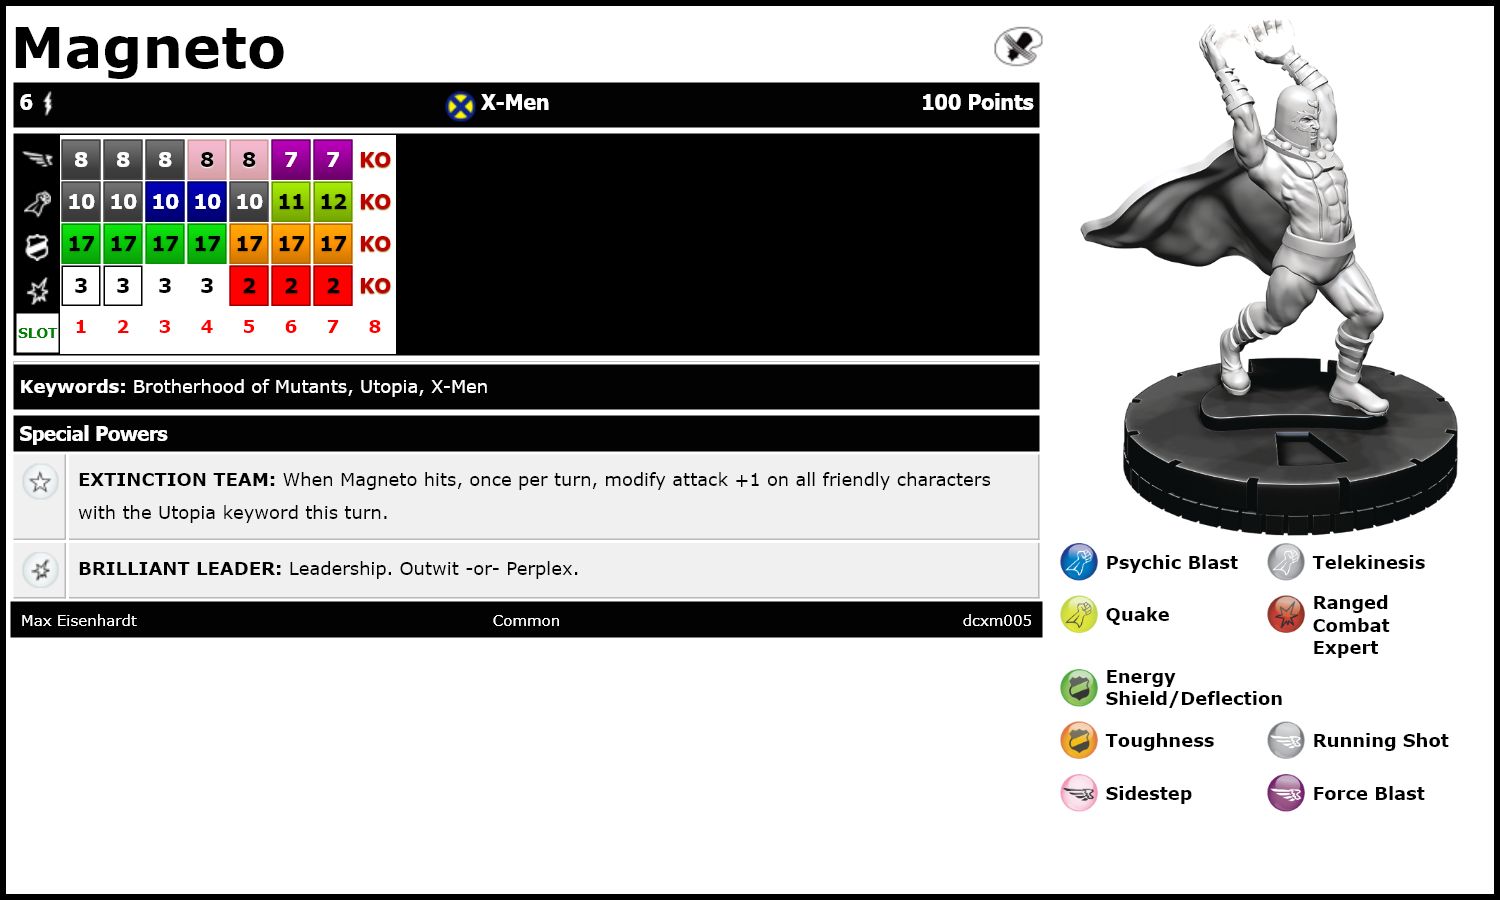 Magneto
6 X-Men 100 Points
8 8 8 8 8 7 7 KO
10 10 10 10 10 11 12 KO
17 17 17 17 17 17 17 KO
3 3 3 3 2 2 2 KO
SLOT 1 2 3 4 5 6 7 8
Keywords: Brotherhood of Mutants, Utopia, X-Men
Special Powers
EXTINCTION TEAM: When Magneto hits, once per turn, modify attack +1 on all friendly characters
with the Utopia keyword this turn.
BRILLIANT LEADER: Leadership. Outwit -or- Perplex.
Max Eisenhardt Common dcxm005
Psychic Blast Telekinesis
Quake
Ranged
Combat
Expert
Energy
Shield/Deflection
Toughness Running Shot
Sidestep Force Blast